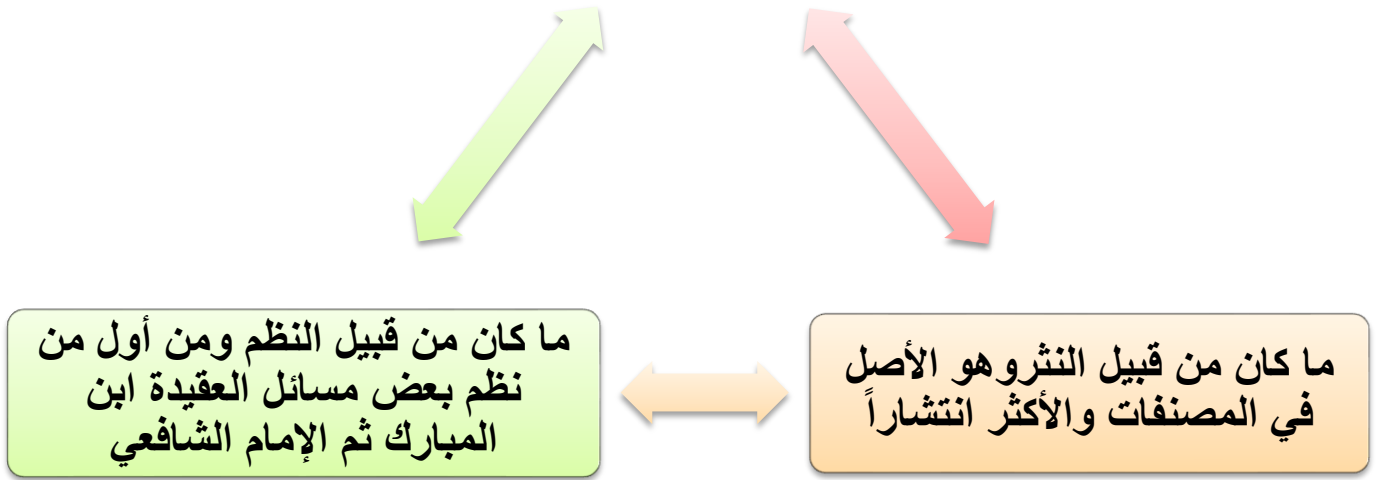 ما كان من قبيل النثروهو الأصل
في المصنفات والأكثر انتشاراً
ما كان من قبيل النظم ومن أول من
نظم بعض مسائل العقيدة ابن
المبارك ثم الإمام الشافعي